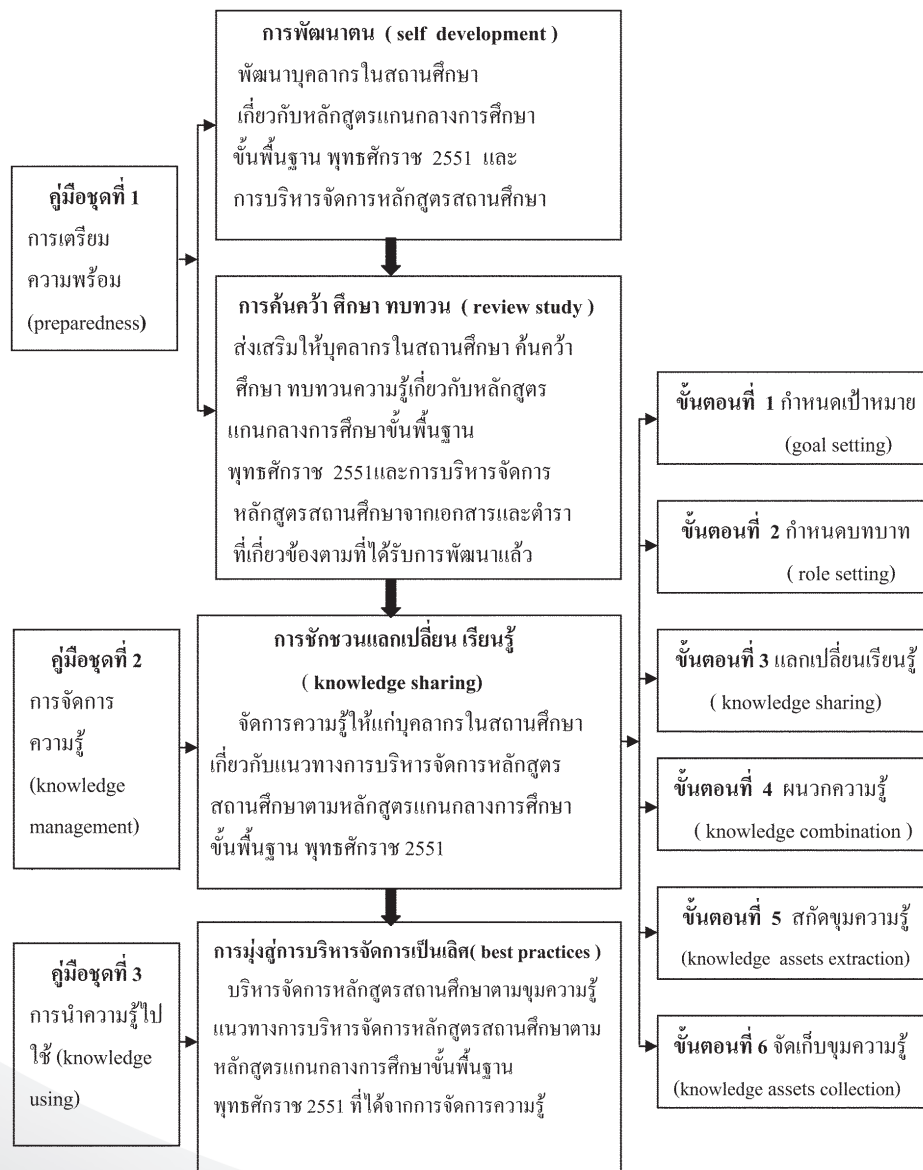 การพัฒนาตน ( self development )
พัฒนาบุคลากรในสถานศึกษา
เกี่ยวกับหลักสูตรแกนกลางการศึกษา
ขั้นพื้นฐาน พุทธศักราช 2551 และ
การบริหารจัดการหลักสูตรสถานศึกษา
คู่มือชุดที่ 1
การเตรียม
ความพร้อม
(preparedness)
การค้นคว้า ศึกษา ทบทวน ( review study )
ส่งเสริมให้บุคลากรในสถานศึกษา ค้นคว้า
ศึกษา ทบทวนความรู้เกี่ยวกับหลักสูตร
แกนกลางการศึกษาขั้นพื้นฐาน
พุทธศักราช 2551และการบริหารจัดการ
หลักสูตรสถานศึกษาจากเอกสารและตำรา
ที่เกี่ยวข้องตามที่ได้รับการพัฒนาแล้ว
คู่มือชุดที่ 2
การจัดการ
ความรู้
(knowledge
management)
การชักชวนแลกเปลี่ยน เรียนรู้
( knowledge sharing)
จัดการความรู้ให้แก่บุคลากรในสถานศึกษา
เกี่ยวกับแนวทางการบริหารจัดการหลักสูตร
สถานศึกษาตามหลักสูตรแกนกลางการศึกษา
ขั้นพื้นฐาน พุทธศักราช 2551
คู่มือชุดที่ 3
การนำความรู้ไป
ใช้ (knowledge
using)
การมุ่งสู่การบริหารจัดการเป็นเลิศ( best practices )
บริหารจัดการหลักสูตรสถานศึกษาตามขุมความรู้
แนวทางการบริหารจัดการหลักสูตรสถานศึกษาตาม
หลักสูตรแกนกลางการศึกษาขั้นพื้นฐาน
พุทธศักราช 2551 ที่ได้จากการจัดการความรู้
ขั้นตอนที่ 1 กำหนดเป้าหมาย
(goal setting)
ขั้นตอนที่ 2 กำหนดบทบาท
( role setting)
ขั้นตอนที่ 3 แลกเปลี่ยนเรียนรู้
( knowledge sharing)
ขั้นตอนที่ 4 ผนวกความรู้
( knowledge combination )
ขั้นตอนที่ 5 สกัดขุมความรู้
(knowledge assets extraction)
ขั้นตอนที่ 6 จัดเก็บขุมความรู้
(knowledge assets collection)